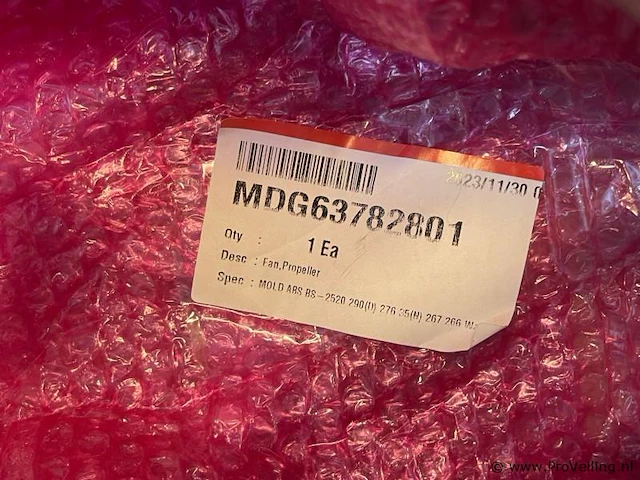 2023/11/30
MDG63782801
Qty : 1 Ea
Desc : Fan,Propeller
Spec : MOLD ABS BS-2520 290(D) 276.35(H) 267.266 W
© www.ProVeiling.nl